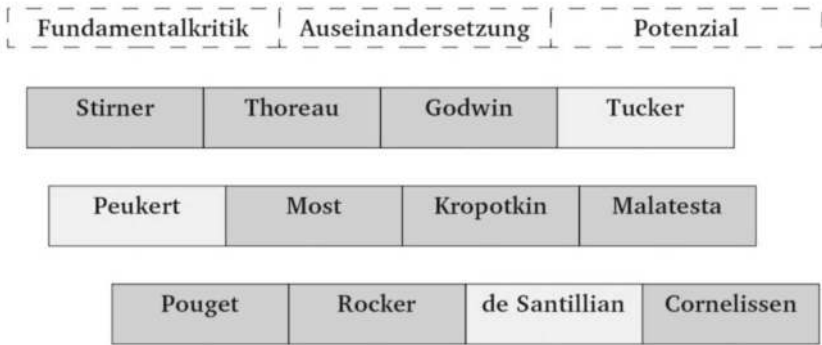 Fundamentalkritik Auseinandersetzung Potenzial
Stirner Thoreau Godwin Tucker
Peukert Most Kropotkin Malatesta
Pouget Rocker de Santillian Cornelissen